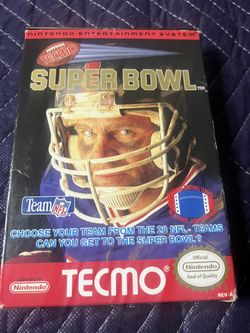 NINTENDO ENTERTAINMENT SYSTEM®
TECMO
SUPER BOWL™
Team NFL
CHOOSE YOUR TEAM FROM THE 28 NFL TEAMS
CAN YOU GET TO THE SUPER BOWL?
LICENSED BY
Nintendo
TECMO®
Official
Nintendo
Seal of Quality
REV-A